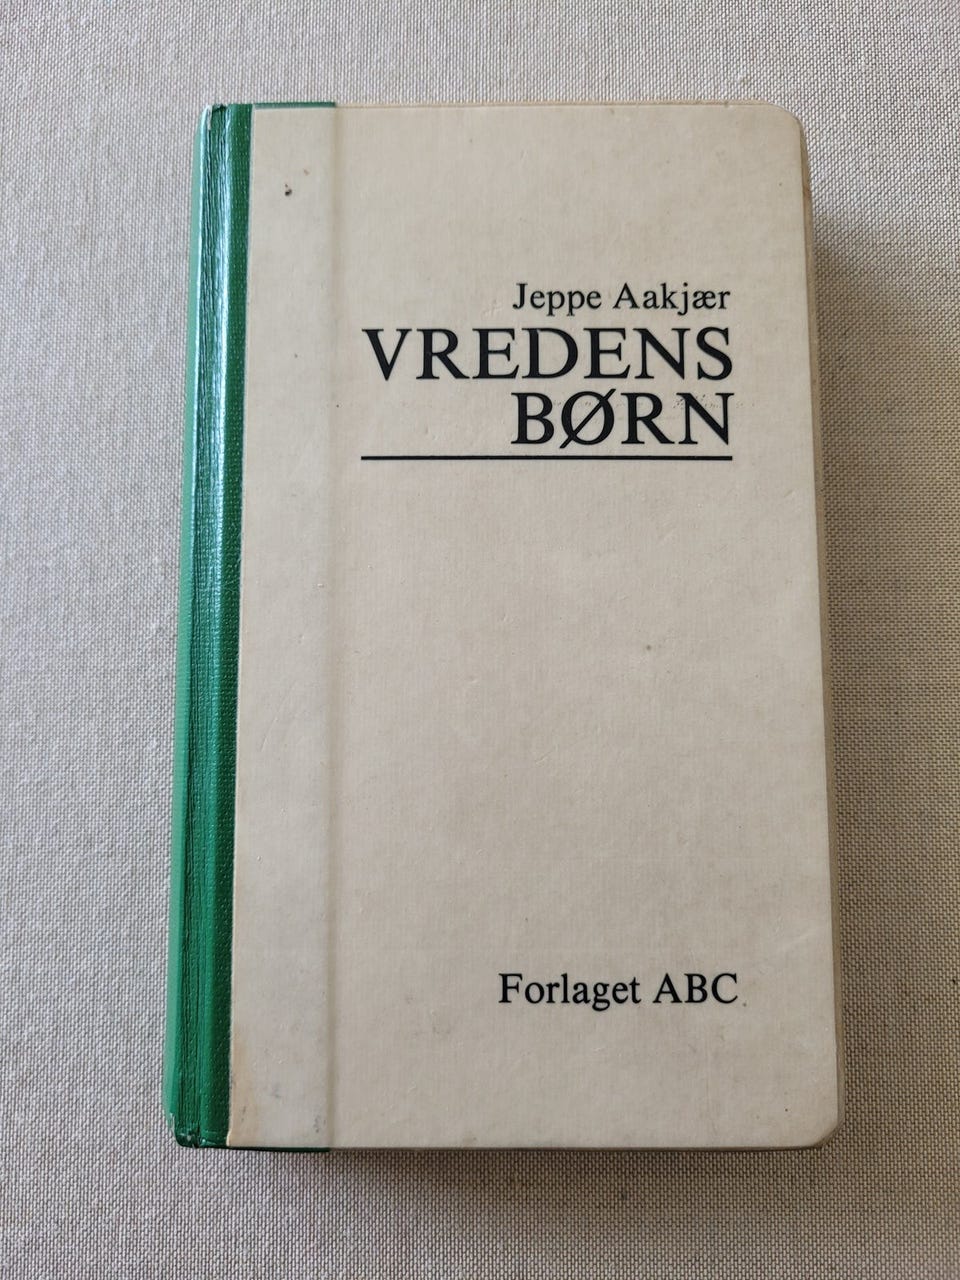 Jeppe Aakjær
VREDENS
BØRN
Forlaget ABC